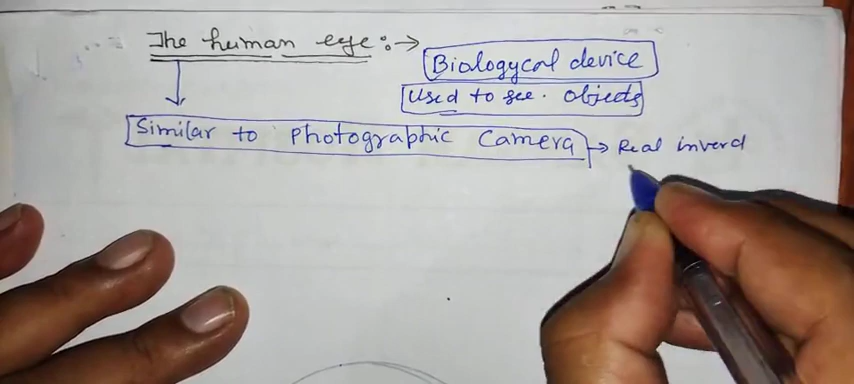 The human eye :→
Biologycal device
Used to see. objects
Similar to photographic Camera → Real inverd